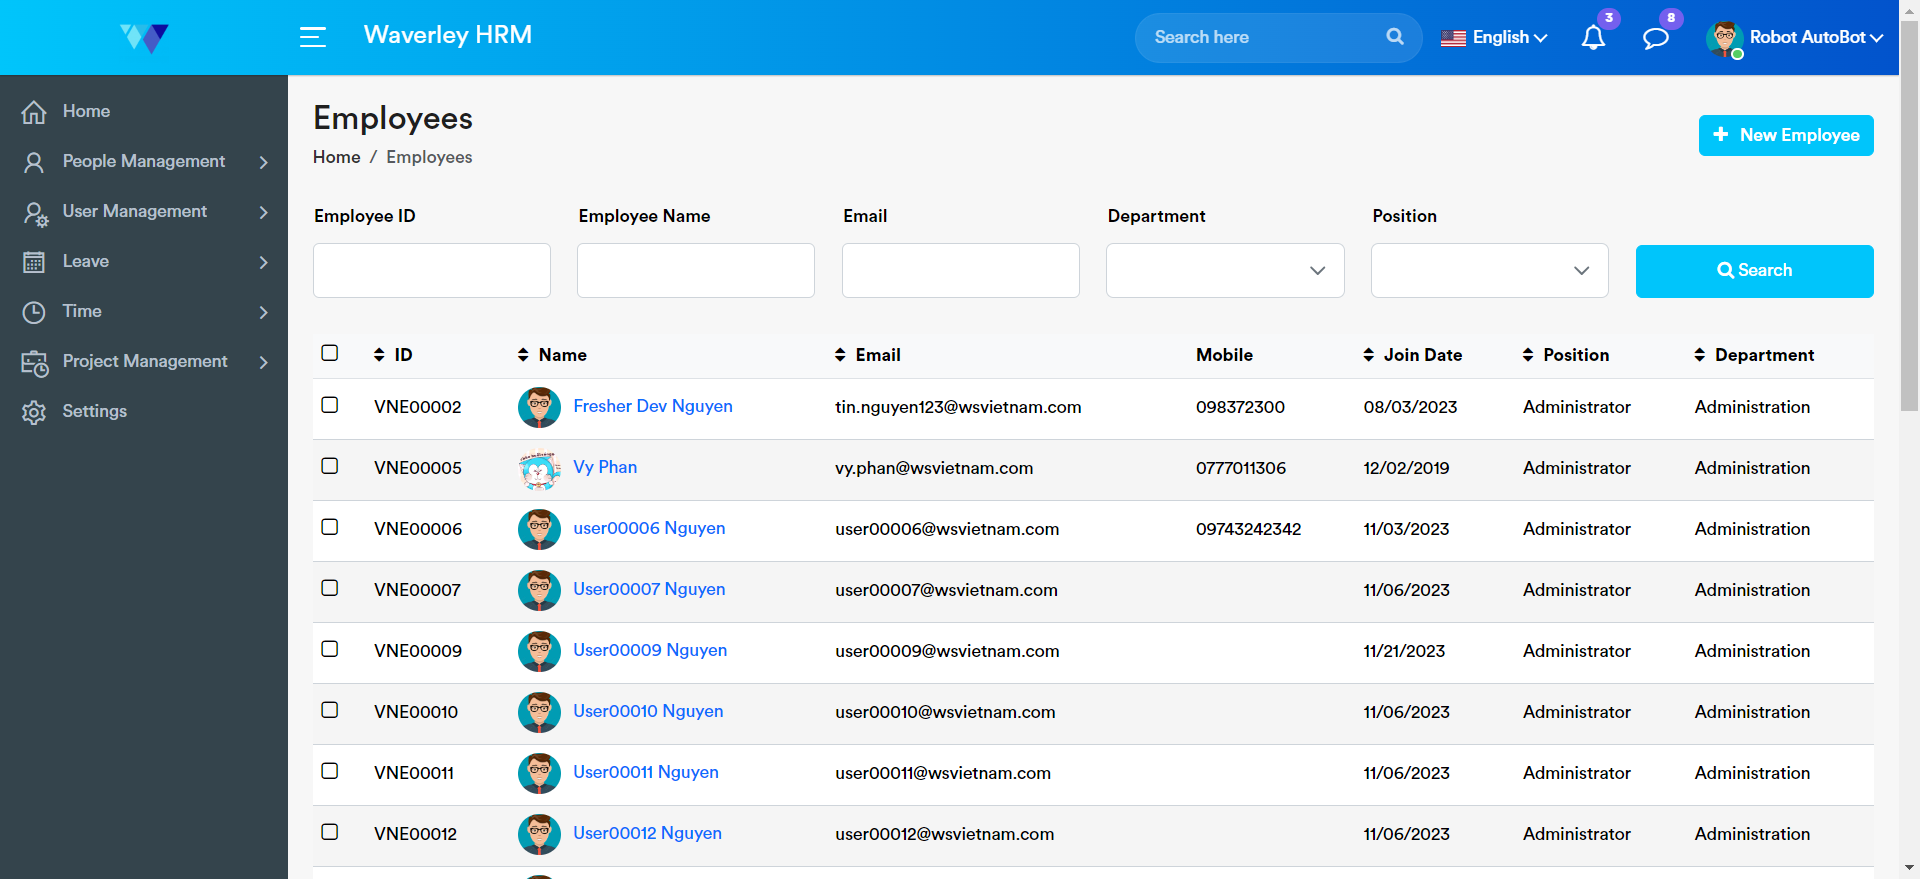 Waverley HRM
Search here
English
3
8
Robot AutoBot
Home
People Management
User Management
Leave
Time
Project Management
Settings
Employees
Home / Employees
+ New Employee
Employee ID Employee Name Email Department Position
Search
ID Name Email Mobile Join Date Position Department
VNE00002 Fresher Dev Nguyen tin.nguyen123@wsvietnam.com 098372300 08/03/2023 Administrator Administration
VNE00005 Vy Phan vy.phan@wsvietnam.com 0777011306 12/02/2019 Administrator Administration
VNE00006 user00006 Nguyen user00006@wsvietnam.com 09743242342 11/03/2023 Administrator Administration
VNE00007 User00007 Nguyen user00007@wsvietnam.com 11/06/2023 Administrator Administration
VNE00009 User00009 Nguyen user00009@wsvietnam.com 11/21/2023 Administrator Administration
VNE00010 User00010 Nguyen user00010@wsvietnam.com 11/06/2023 Administrator Administration
VNE00011 User00011 Nguyen user00011@wsvietnam.com 11/06/2023 Administrator Administration
VNE00012 User00012 Nguyen user00012@wsvietnam.com 11/06/2023 Administrator Administration